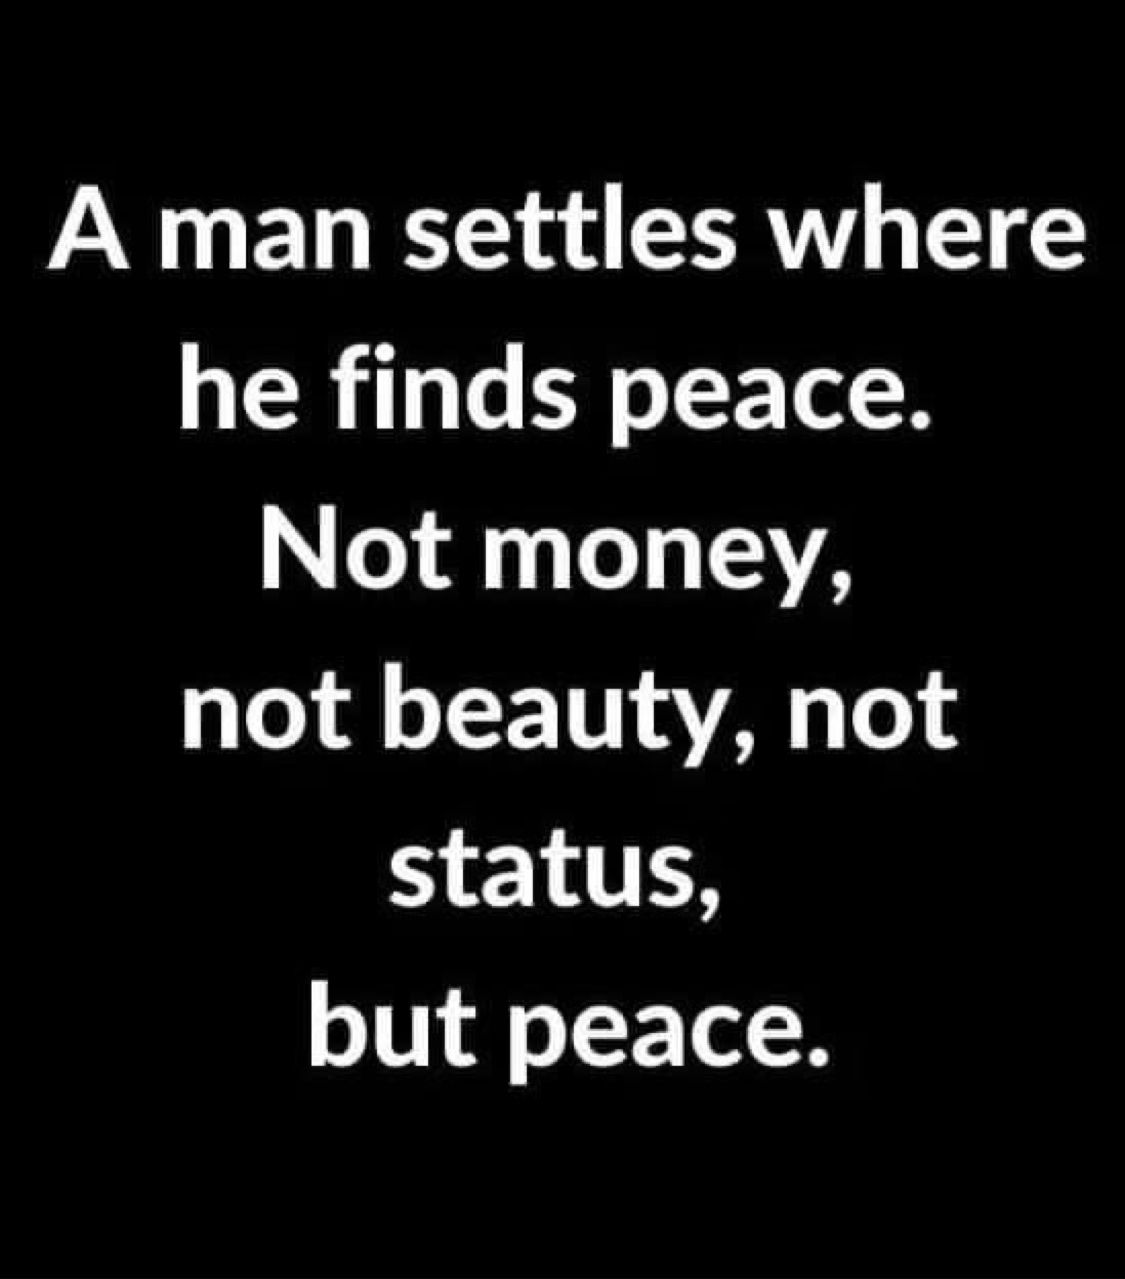 A man settles where
he finds peace.
Not money,
not beauty, not
status,
but peace.